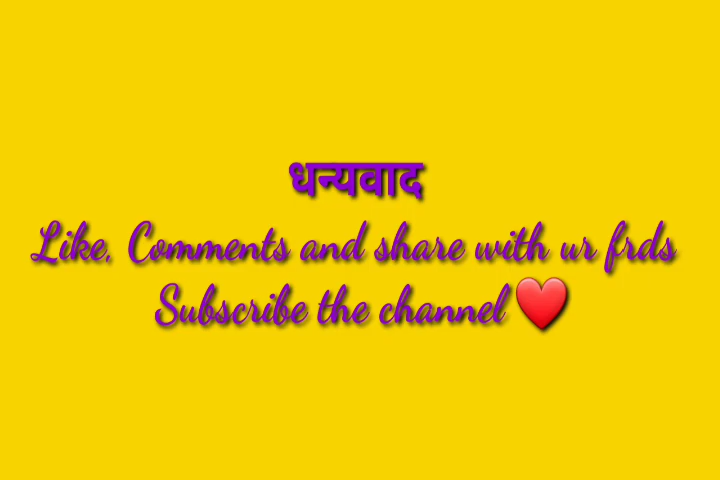 धन्यवाद
Like, Comments and share with ur frds
Subscribe the channel ❤️